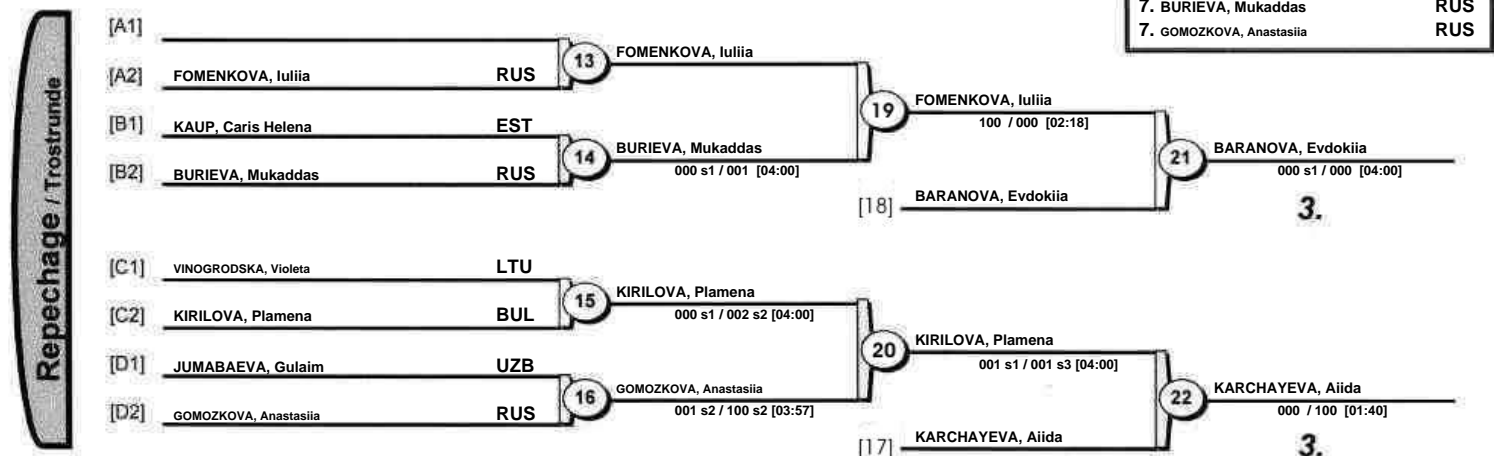 7. BURIEVA, Mukaddas RUS
7. GOMOZKOVA, Anastasiia RUS
Repechage / Trostrunde
[A1]
[A2] FOMENKOVA, Iuliia RUS
13 FOMENKOVA, Iuliia
[B1] KAUP, Caris Helena EST
[B2] BURIEVA, Mukaddas RUS
14 BURIEVA, Mukaddas
000 s1 / 001 [04:00]
19 FOMENKOVA, Iuliia
100 / 000 [02:18]
[18] BARANOVA, Evdokiia
21 BARANOVA, Evdokiia
000 s1 / 000 [04:00]
3.
[C1] VINOGRODSKA, Violeta LTU
[C2] KIRILOVA, Plamena BUL
15 KIRILOVA, Plamena
000 s1 / 002 s2 [04:00]
[D1] JUMABAEVA, Gulaim UZB
[D2] GOMOZKOVA, Anastasiia RUS
16 GOMOZKOVA, Anastasiia
001 s2 / 100 s2 [03:57]
20 KIRILOVA, Plamena
001 s1 / 001 s3 [04:00]
[17] KARCHAYEVA, Aiida
22 KARCHAYEVA, Aiida
000 / 100 [01:40]
3.